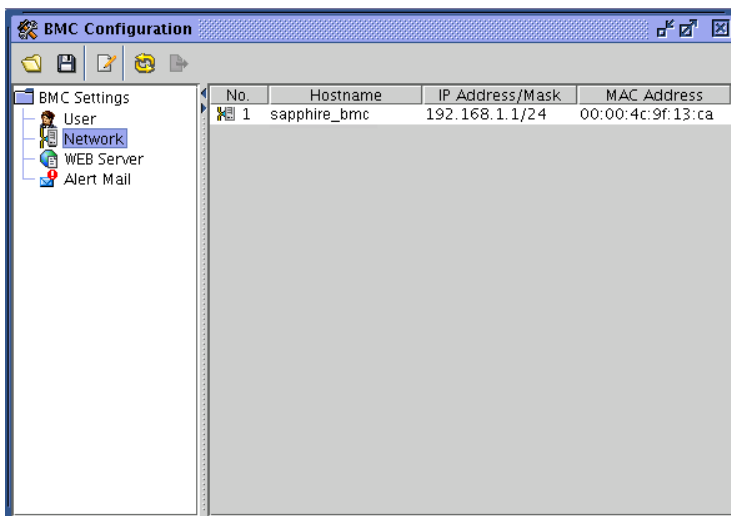 BMC Configuration
BMC Settings
User
Network
WEB Server
Alert Mail
No. Hostname IP Address/Mask MAC Address
1 sapphire_bmc 192.168.1.1/24 00:00:4c:9f:13:ca